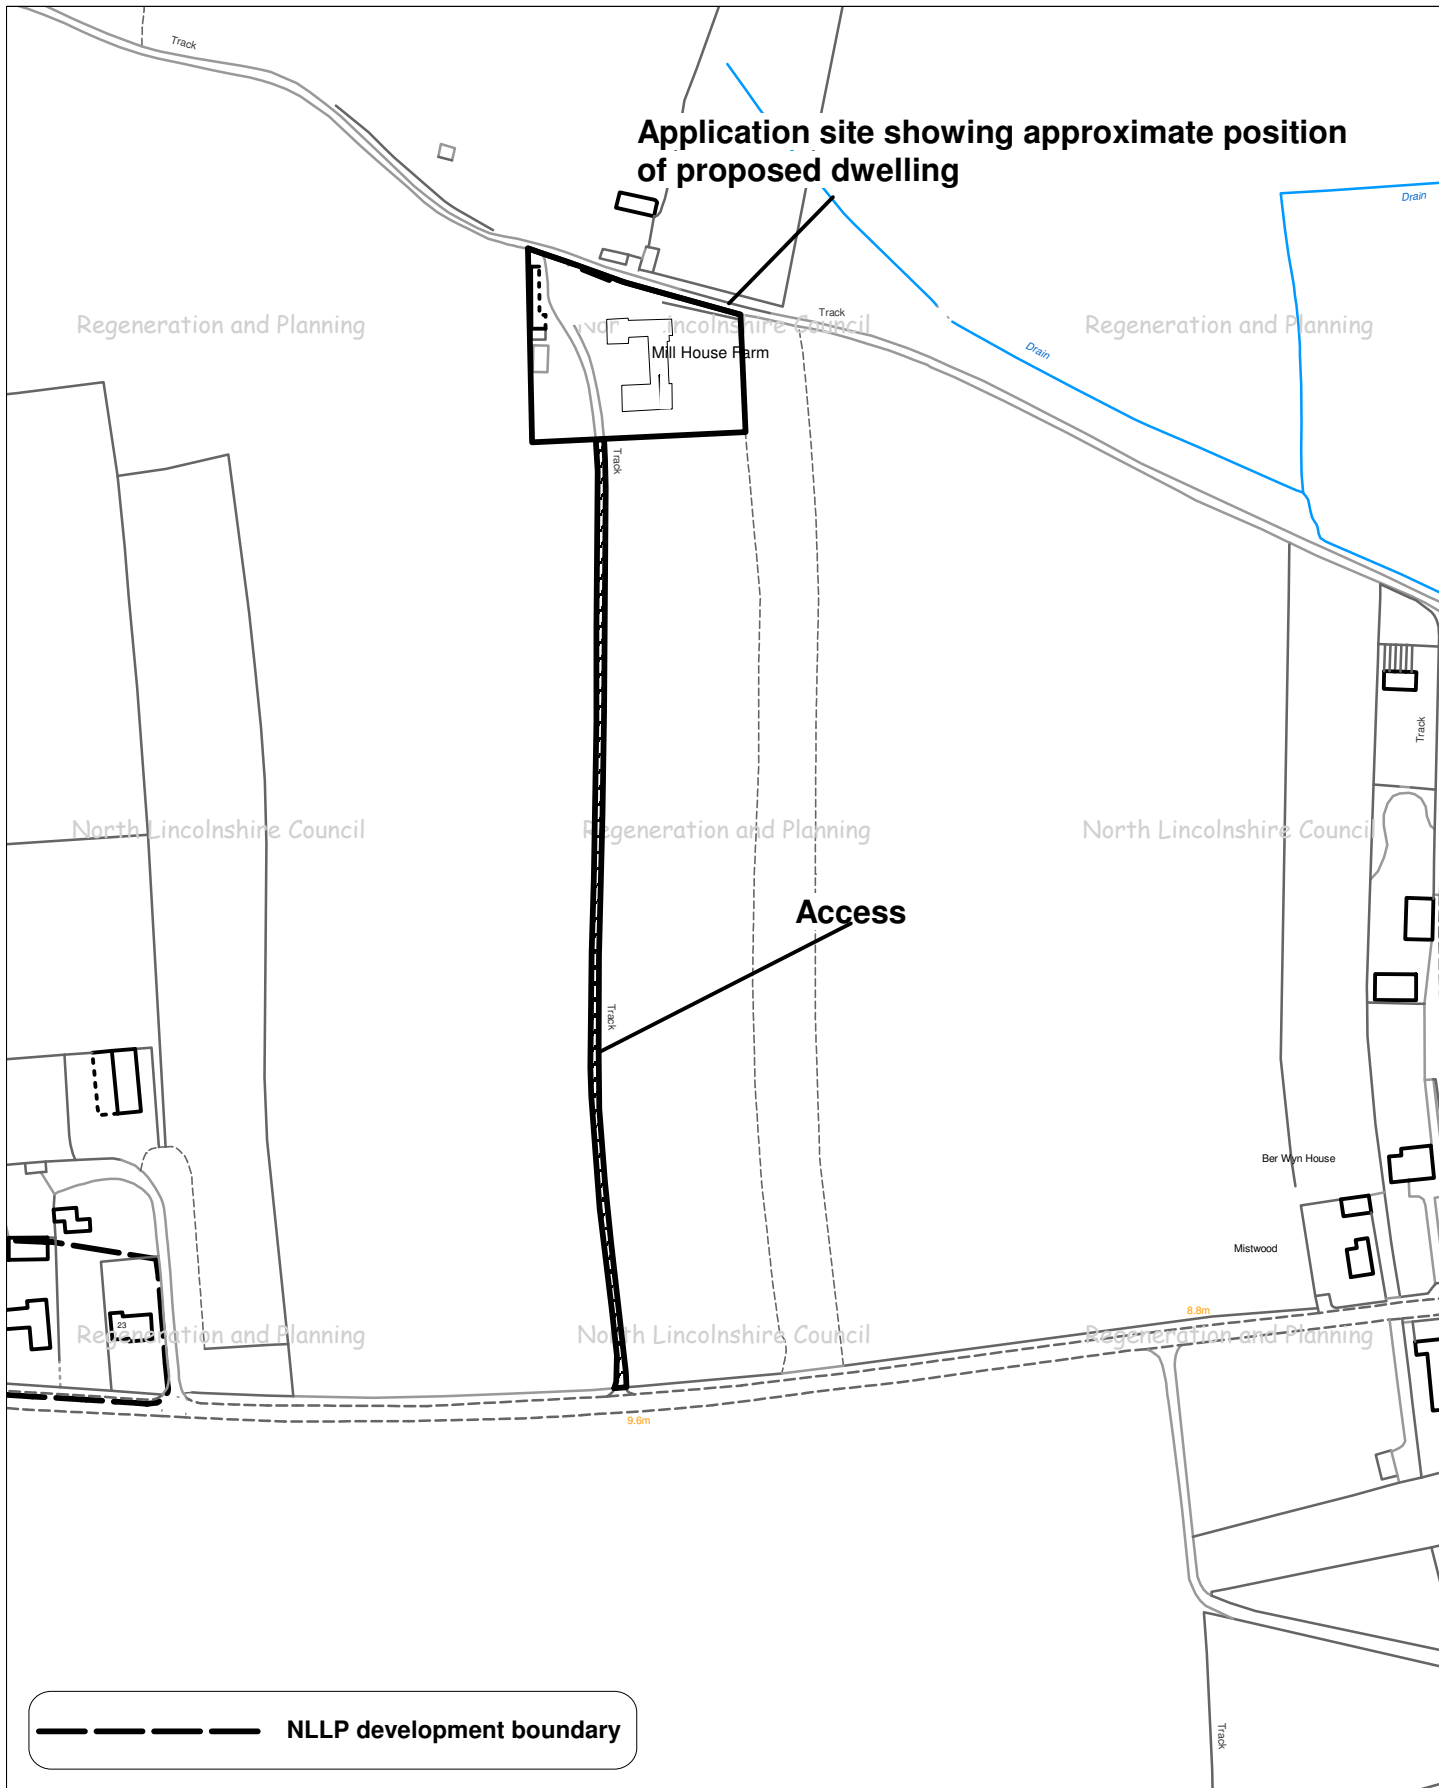 Track
Application site showing approximate position
of proposed dwelling
Drain
Regeneration and Planning
Nor incolnshire Council
Track
Regeneration and Planning
Mill House Farm
Drain
Track
Track
North Lincolnshire Council
Regeneration and Planning
North Lincolnshire Council
Access
Track
Ber Wyn House
Mistwood
8.8m
23
Regeneration and Planning
North Lincolnshire Council
Regeneration and Planning
9.6m
NLLP development boundary
Track